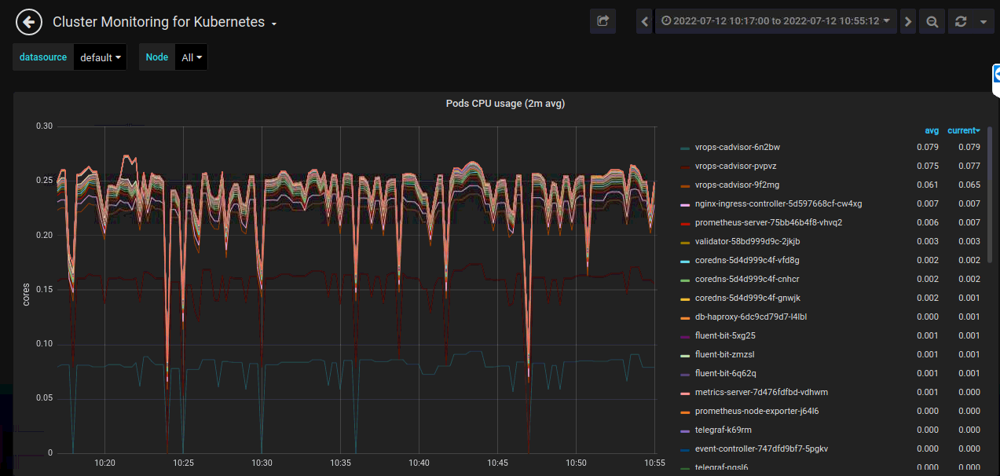 Cluster Monitoring for Kubernetes
2022-07-12 10:17:00 to 2022-07-12 10:55:12
datasource default Node All
Pods CPU usage (2m avg)
cores
0.30
0.25
0.20
0.15
0.10
0.05
0
10:20 10:25 10:30 10:35 10:40 10:45 10:50 10:55
avg current
vrops-cadvisor-6n2bw 0.079 0.079
vrops-cadvisor-pvpvz 0.075 0.077
vrops-cadvisor-9f2mg 0.061 0.065
nginx-ingress-controller-5d597668cf-cw4xg 0.007 0.007
prometheus-server-75bb46b4f8-vhvq2 0.006 0.007
validator-58bd999d9c-2jkjb 0.003 0.003
coredns-5d4d999c4f-vfd8g 0.002 0.002
coredns-5d4d999c4f-cnhcr 0.002 0.002
coredns-5d4d999c4f-gnwjk 0.002 0.001
db-haproxy-6dc9cd79d7-l4lbl 0.000 0.001
fluent-bit-5xg25 0.001 0.001
fluent-bit-zmzsl 0.001 0.001
fluent-bit-6q62q 0.001 0.001
metrics-server-7d476fdfbd-vdhwm 0.001 0.000
prometheus-node-exporter-j64l6 0.000 0.000
telegraf-k69rm 0.000 0.000
event-controller-747dfd9bf7-5pgkv 0.000 0.000
telegraf-nqsl6 0.000 0.000